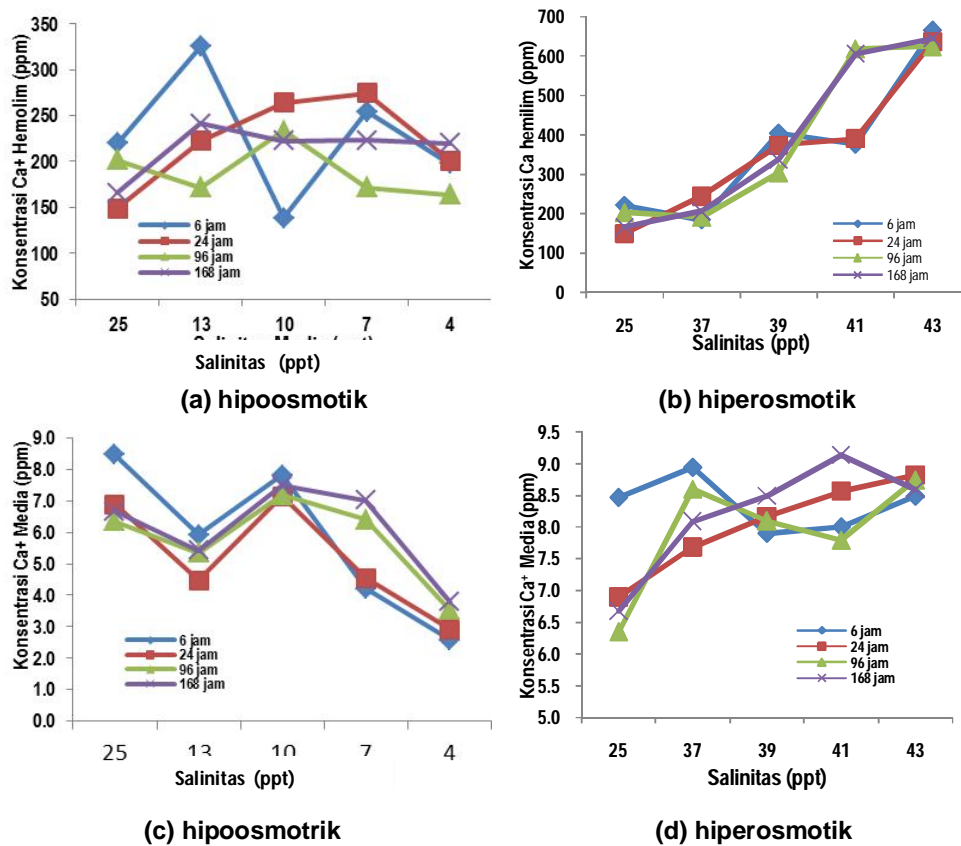 Konsentrasi Ca+ Hemolim (ppm)
350
300
250
200
150
100
50
6 jam
24 jam
96 jam
168 jam
25 13 10 7 4
Salinitas (ppt)
(a) hipoosmotik
Konsentrasi Ca hemilim (ppm)
700
600
500
400
300
200
100
0
6 jam
24 jam
96 jam
168 jam
25 37 39 41 43
Salinitas (ppt)
(b) hiperosmotik
Konsentrasi Ca+ Media (ppm)
9.0
8.0
7.0
6.0
5.0
4.0
3.0
2.0
1.0
0.0
6 jam
24 jam
96 jam
168 jam
25 13 10 7 4
Salinitas (ppt)
(c) hipoosmotrik
Konsentrasi Ca⁺ Media(ppm)
9.5
9.0
8.5
8.0
7.5
7.0
6.5
6.0
5.5
5.0
6 jam
24 jam
96 jam
168 jam
25 37 39 41 43
Salinitas (ppt)
(d) hiperosmotik